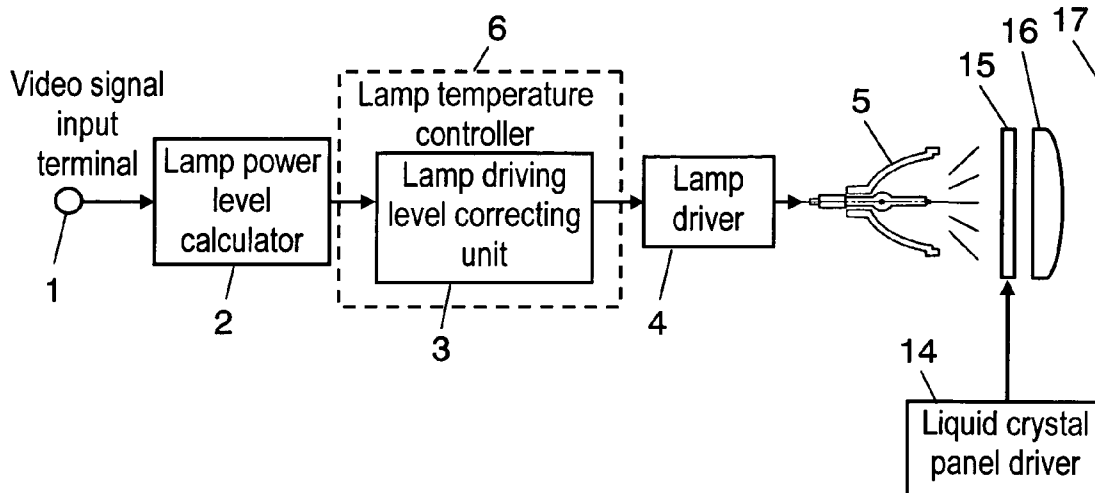 6
17
16
15
Video signal
input
terminal
Lamp temperature
controller
5
Lamp power
level
calculator
Lamp driving
level correcting
unit
Lamp
driver
1
2
3
4
14
Liquid crystal
panel driver